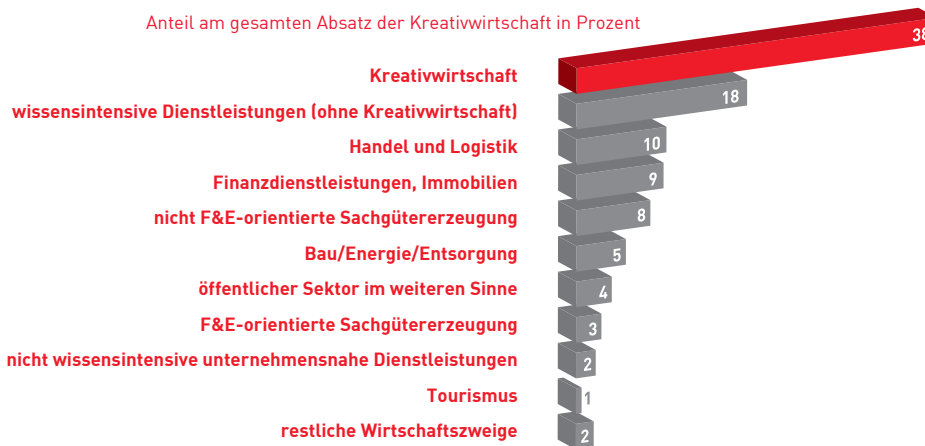 Anteil am gesamten Absatz der Kreativwirtschaft in Prozent
Kreativwirtschaft 38
wissensintensive Dienstleistungen (ohne Kreativwirtschaft) 18
Handel und Logistik 10
Finanzdienstleistungen, Immobilien 9
nicht F&E-orientierte Sachgütererzeugung 8
Bau/Energie/Entsorgung 5
öffentlicher Sektor im weiteren Sinne 4
F&E-orientierte Sachgütererzeugung 3
nicht wissensintensive unternehmensnahe Dienstleistungen 2
Tourismus 1
restliche Wirtschaftszweige 2